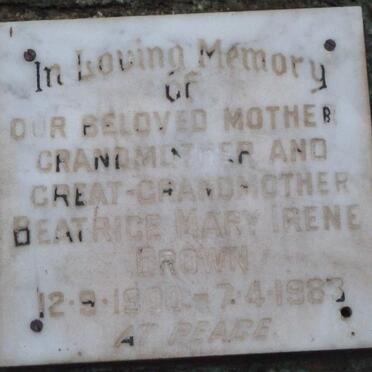 In Loving Memory
OF
OUR BELOVED MOTHER
GRANDMOTHER AND
GREAT-GRANDMOTHER
BEATRICE MARY IRENE
BROWN
12-9-1900 - 7.4.1983
AT PEACE